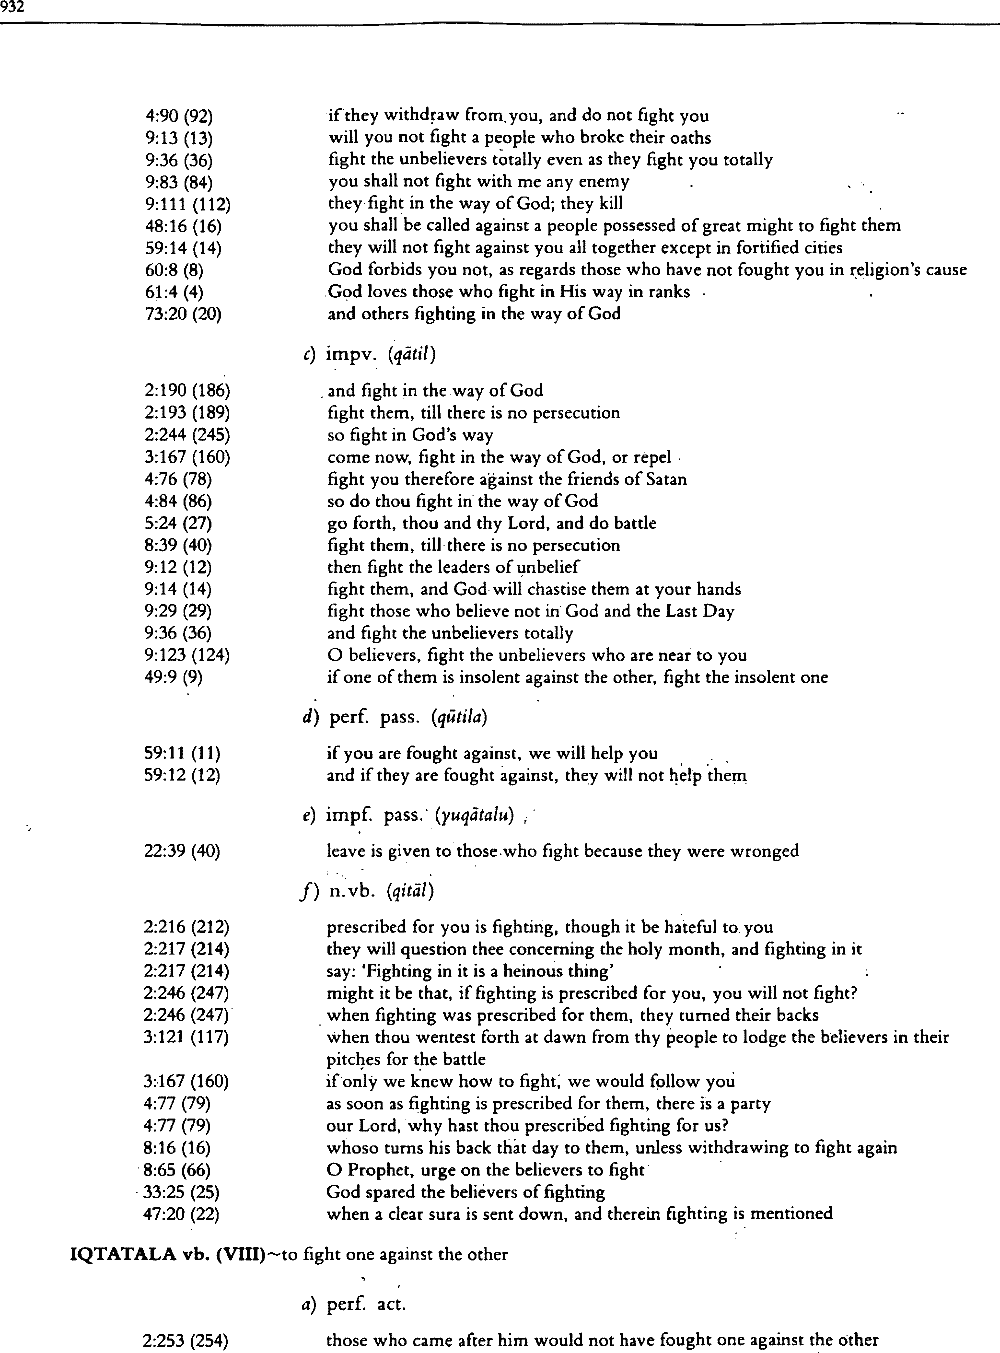 932
4:90 (92) if they withdraw from you, and do not fight you
9:13 (13) will you not fight a people who broke their oaths
9:36 (36) fight the unbelievers totally even as they fight you totally
9:83 (84) you shall not fight with me any enemy
9:111 (112) they fight in the way of God; they kill
48:16 (16) you shall be called against a people possessed of great might to fight them
59:14 (14) they will not fight against you all together except in fortified cities
60:8 (8) God forbids you not, as regards those who have not fought you in religion's cause
61:4 (4) God loves those who fight in His way in ranks
73:20 (20) and others fighting in the way of God
c) impv. (qātil)
2:190 (186) and fight in the way of God
2:193 (189) fight them, till there is no persecution
2:244 (245) so fight in God's way
3:167 (160) come now, fight in the way of God, or repel
4:76 (78) fight you therefore against the friends of Satan
4:84 (86) so do thou fight in the way of God
5:24 (27) go forth, thou and thy Lord, and do battle
8:39 (40) fight them, till there is no persecution
9:12 (12) then fight the leaders of unbelief
9:14 (14) fight them, and God will chastise them at your hands
9:29 (29) fight those who believe not in God and the Last Day
9:36 (36) and fight the unbelievers totally
9:123 (124) O believers, fight the unbelievers who are near to you
49:9 (9) if one of them is insolent against the other, fight the insolent one
d) perf. pass. (qūtila)
59:11 (11) if you are fought against, we will help you
59:12 (12) and if they are fought against, they will not help them
e) impf. pass. (yuqātalu)
22:39 (40) leave is given to those who fight because they were wronged
f) n.vb. (qitāl)
2:216 (212) prescribed for you is fighting, though it be hateful to you
2:217 (214) they will question thee concerning the holy month, and fighting in it
2:217 (214) say: 'Fighting in it is a heinous thing'
2:246 (247) might it be that, if fighting is prescribed for you, you will not fight?
2:246 (247) when fighting was prescribed for them, they turned their backs
3:121 (117) when thou wentest forth at dawn from thy people to lodge the believers in their
pitches for the battle
3:167 (160) if only we knew how to fight, we would follow you
4:77 (79) as soon as fighting is prescribed for them, there is a party
4:77 (79) our Lord, why hast thou prescribed fighting for us?
8:16 (16) whoso turns his back that day to them, unless withdrawing to fight again
8:65 (66) O Prophet, urge on the believers to fight
33:25 (25) God spared the believers of fighting
47:20 (22) when a clear sura is sent down, and therein fighting is mentioned
IQTATALA vb. (VIII)~to fight one against the other
a) perf. act.
2:253 (254) those who came after him would not have fought one against the other